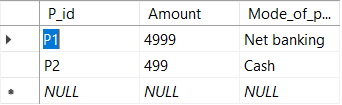 P_id Amount Mode_of_p...
P1 4999 Net banking
P2 499 Cash
NULL NULL NULL